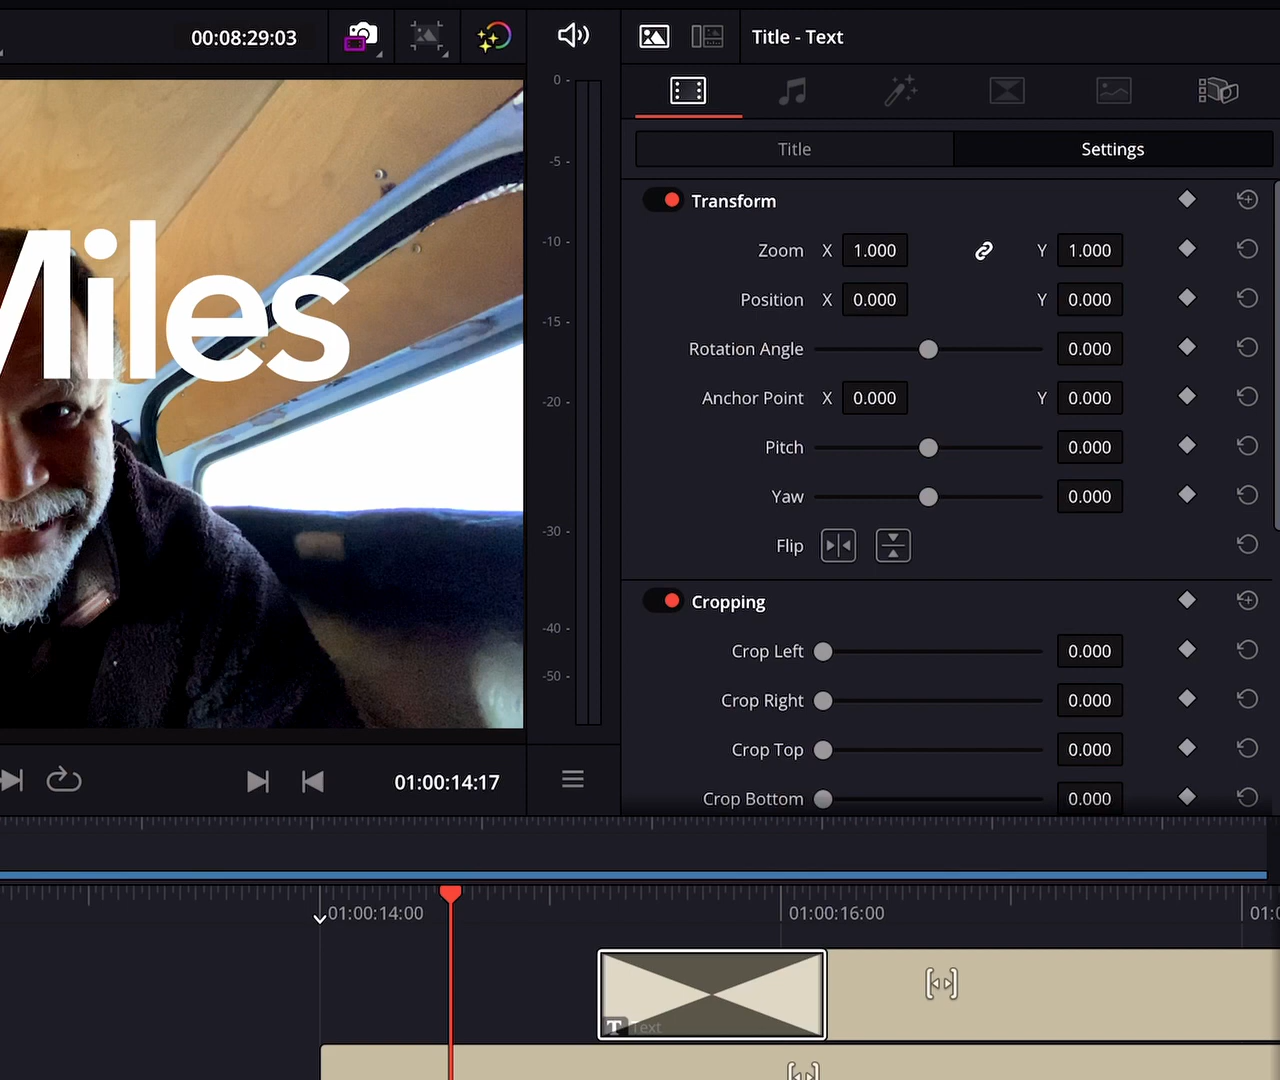 00:08:29:03
Title - Text
Title
Settings
Miles
0
-5
-10
-15
-20
-30
-40
-50
Transform
Zoom X 1.000 Y 1.000
Position X 0.000 Y 0.000
Rotation Angle 0.000
Anchor Point X 0.000 Y 0.000
Pitch 0.000
Yaw 0.000
Flip
Cropping
Crop Left 0.000
Crop Right 0.000
Crop Top 0.000
Crop Bottom 0.000
01:00:14:17
01:00:14:00
01:00:16:00
T Text